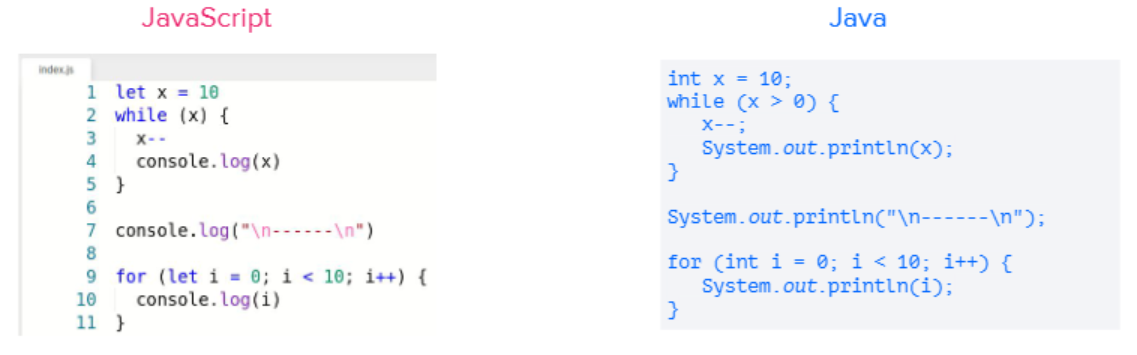 JavaScript
index.js
1 let x = 10
2 while (x) {
3   x--
4   console.log(x)
5 }
6
7 console.log("\n------\n")
8
9 for (let i = 0; i < 10; i++) {
10   console.log(i)
11 }
Java
int x = 10;
while (x > 0) {
   x--;
   System.out.println(x);
}

System.out.println("\n------\n");

for (int i = 0; i < 10; i++) {
   System.out.println(i);
}